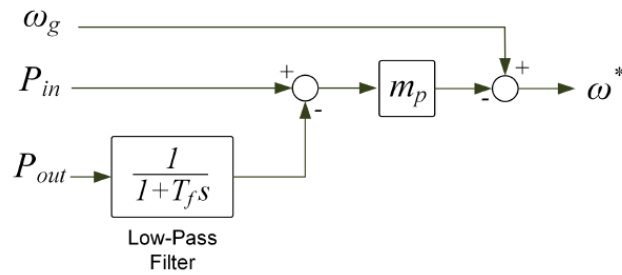 ω_g
+
P_in
+
-
m_p
-
ω*
P_out
1
1+T_f s
Low-Pass
Filter